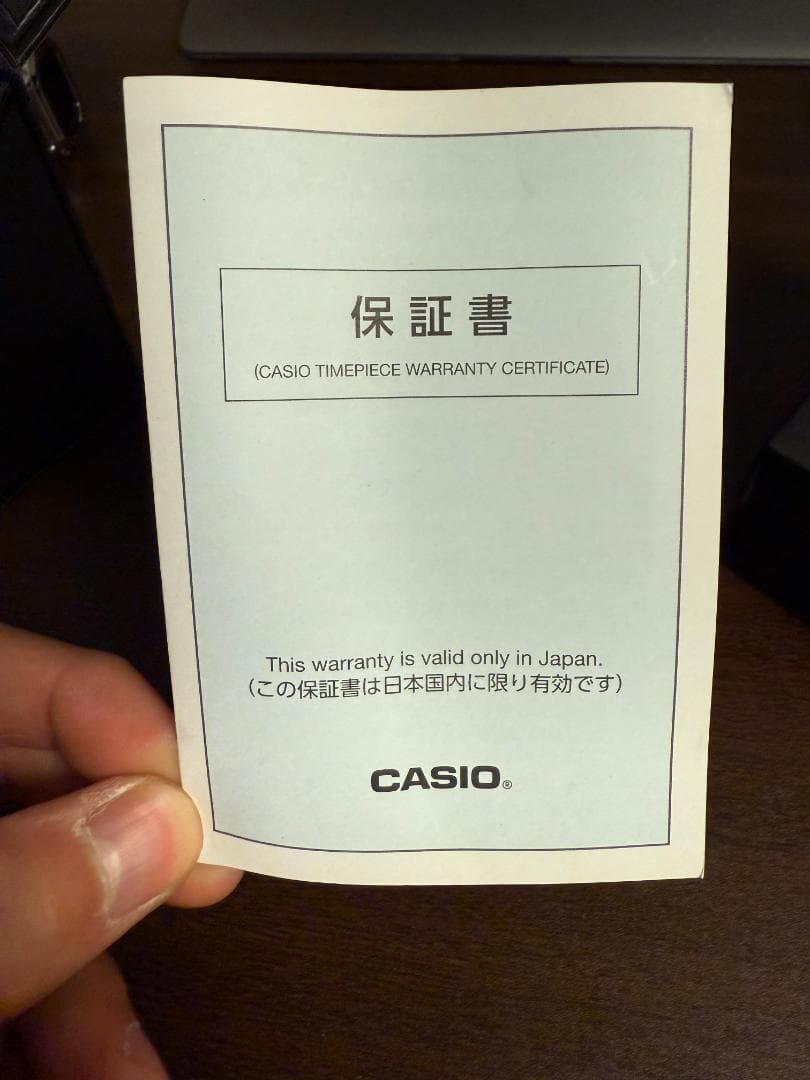 保証書
(CASIO TIMEPIECE WARRANTY CERTIFICATE)
This warranty is valid only in Japan.
(この保証書は日本国内に限り有効です)
CASIO®